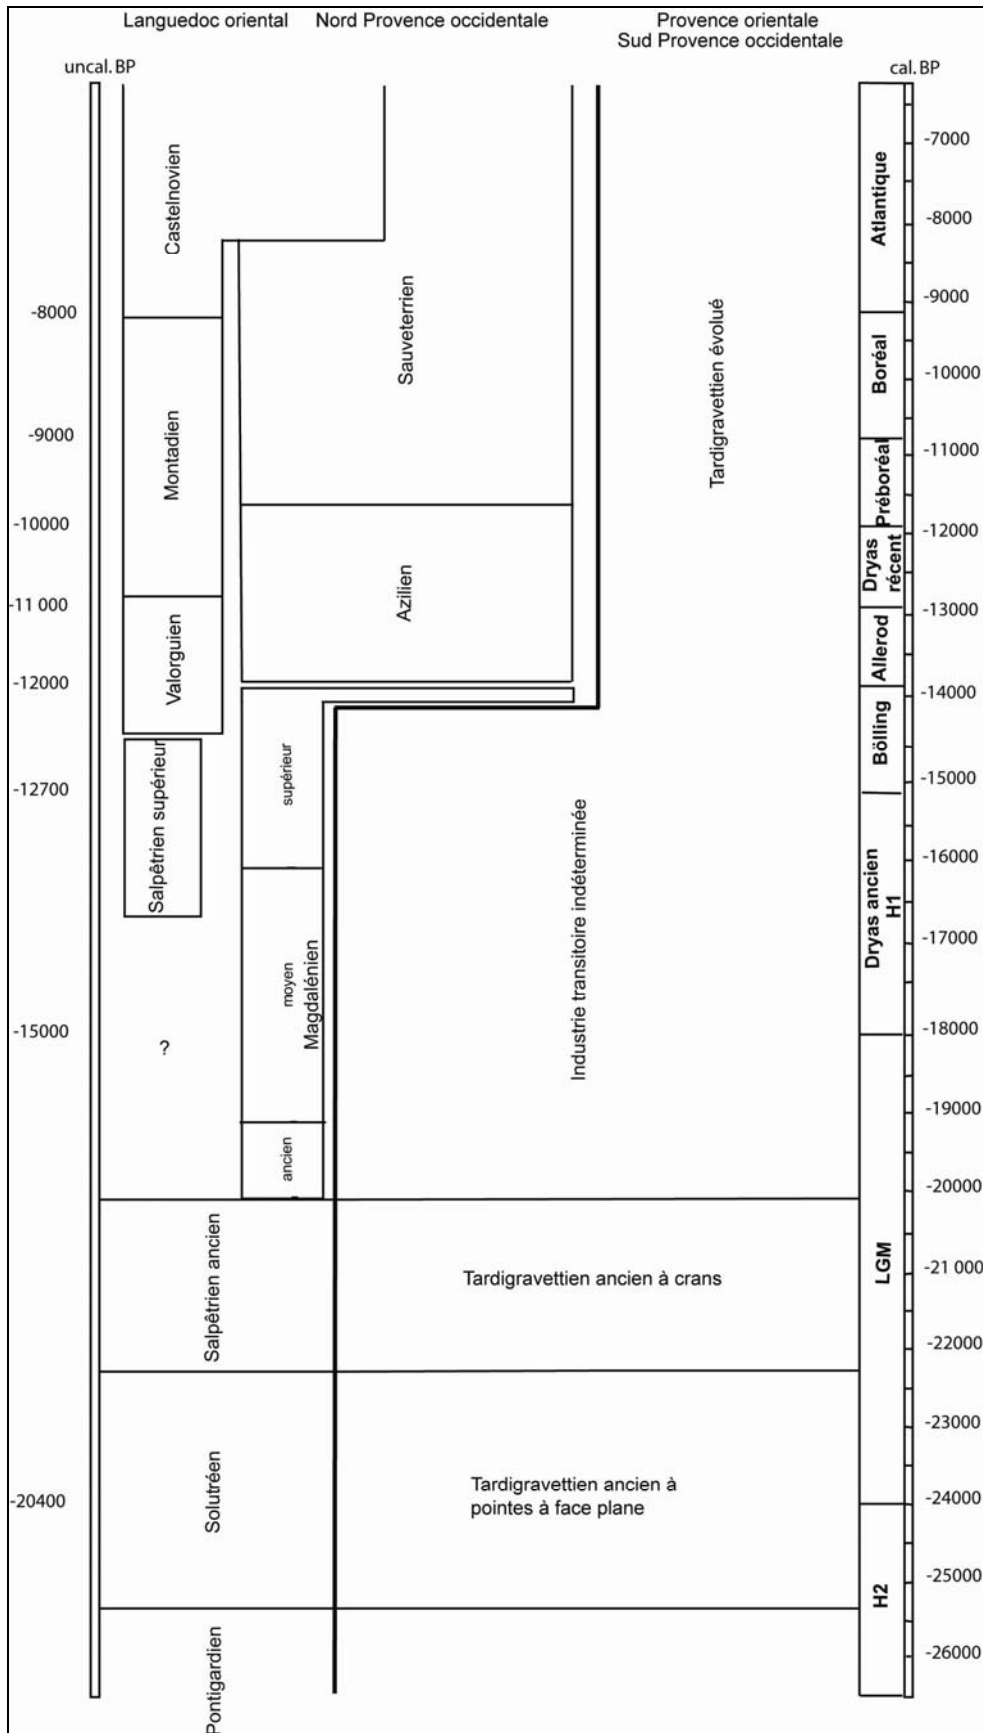 Languedoc oriental
Nord Provence occidentale
Provence orientale
Sud Provence occidentale
uncal. BP
cal. BP
-8000
-9000
-10000
-11 000
-12000
-12700
-15000
-20400
Castelnovien
Montadien
Valorguien
Salpêtrien supérieur
?
Salpêtrien ancien
Solutréen
Pontigardien
Sauveterrien
Azilien
supérieur
moyen
Magdalénien
ancien
Tardigravettien évolué
Industrie transitoire indéterminée
Tardigravettien ancien à crans
Tardigravettien ancien à
pointes à face plane
Atlantique
Boréal
Préboréal
Dryas
récent
Allerod
Bölling
Dryas ancien
H1
LGM
H2
-7000
-8000
-9000
-10000
-11000
-12000
-13000
-14000
-15000
-16000
-17000
-18000
-19000
-20000
-21 000
-22000
-23000
-24000
-25000
-26000